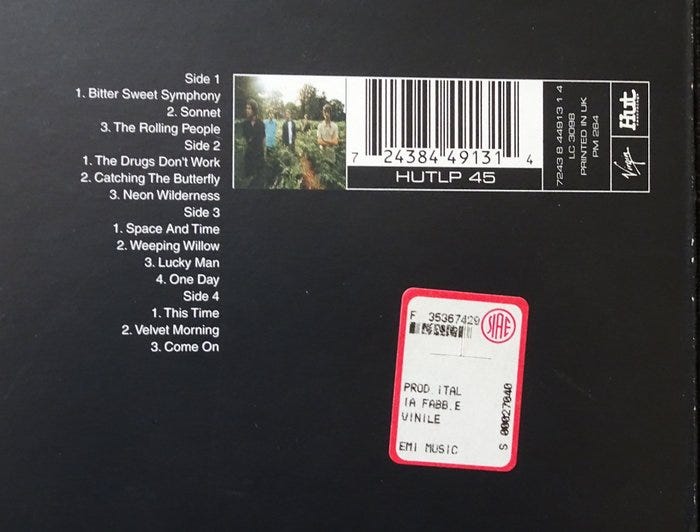 Side 1
1. Bitter Sweet Symphony
2. Sonnet
3. The Rolling People
Side 2
1. The Drugs Don't Work
2. Catching The Butterfly
3. Neon Wilderness
Side 3
1. Space And Time
2. Weeping Willow
3. Lucky Man
4. One Day
Side 4
1. This Time
2. Velvet Morning
3. Come On
7 24384 49131 4
HUTLP 45
7243 8 44913 1 4
LC 3098
PRINTED IN UK
PM 264
Hut
Virgin
F 35367429
SIAE
PROD ITAL
IA FABB.E
VINILE
EMI MUSIC
S 00027040